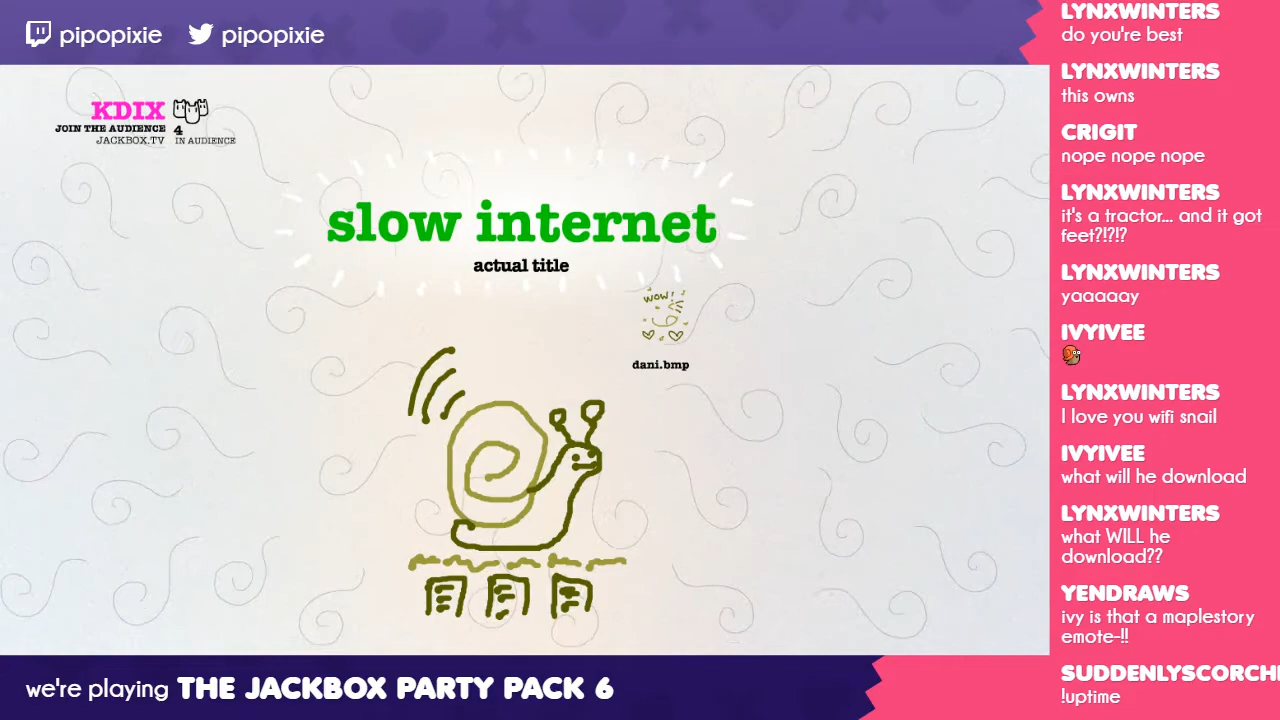 pipopixie pipopixie
KDIX
JOIN THE AUDIENCE 4
JACKBOX.TV IN AUDIENCE
slow internet
actual title
WOW!
dani.bmp
we're playing THE JACKBOX PARTY PACK 6
LYNXWINTERS
do you're best
LYNXWINTERS
this owns
CRIGIT
nope nope nope
LYNXWINTERS
it's a tractor... and it got
feet?!?!?
LYNXWINTERS
yaaaaay
IVYIVEE
LYNXWINTERS
I love you wifi snail
IVYIVEE
what will he download
LYNXWINTERS
what WILL he
download??
YENDRAWS
ivy is that a maplestory
emote-!!
SUDDENLYSCORCH
!uptime